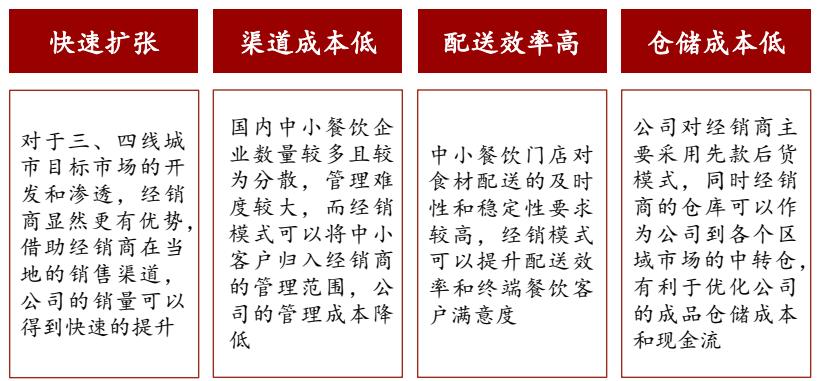 快速扩张
对于三、四线城
市目标市场的开
发和渗透，经销
商显然更有优势，
借助经销商在当
地的销售渠道，
公司的销量可以
得到快速的提升
渠道成本低
国内中小餐饮企
业数量较多且较
为分散，管理难
度较大，而经销
模式可以将中小
客户归入经销商
的管理范围，公
司的管理成本降
低
配送效率高
中小餐饮门店对
食材配送的及时
性和稳定性要求
较高，经销模式
可以提升配送效
率和终端餐饮客
户满意度
仓储成本低
公司对经销商主
要采用先款后货
模式，同时经销
商的仓库可以作
为公司到各个区
域市场的中转仓，
有利于优化公司
的成品仓储成本
和现金流